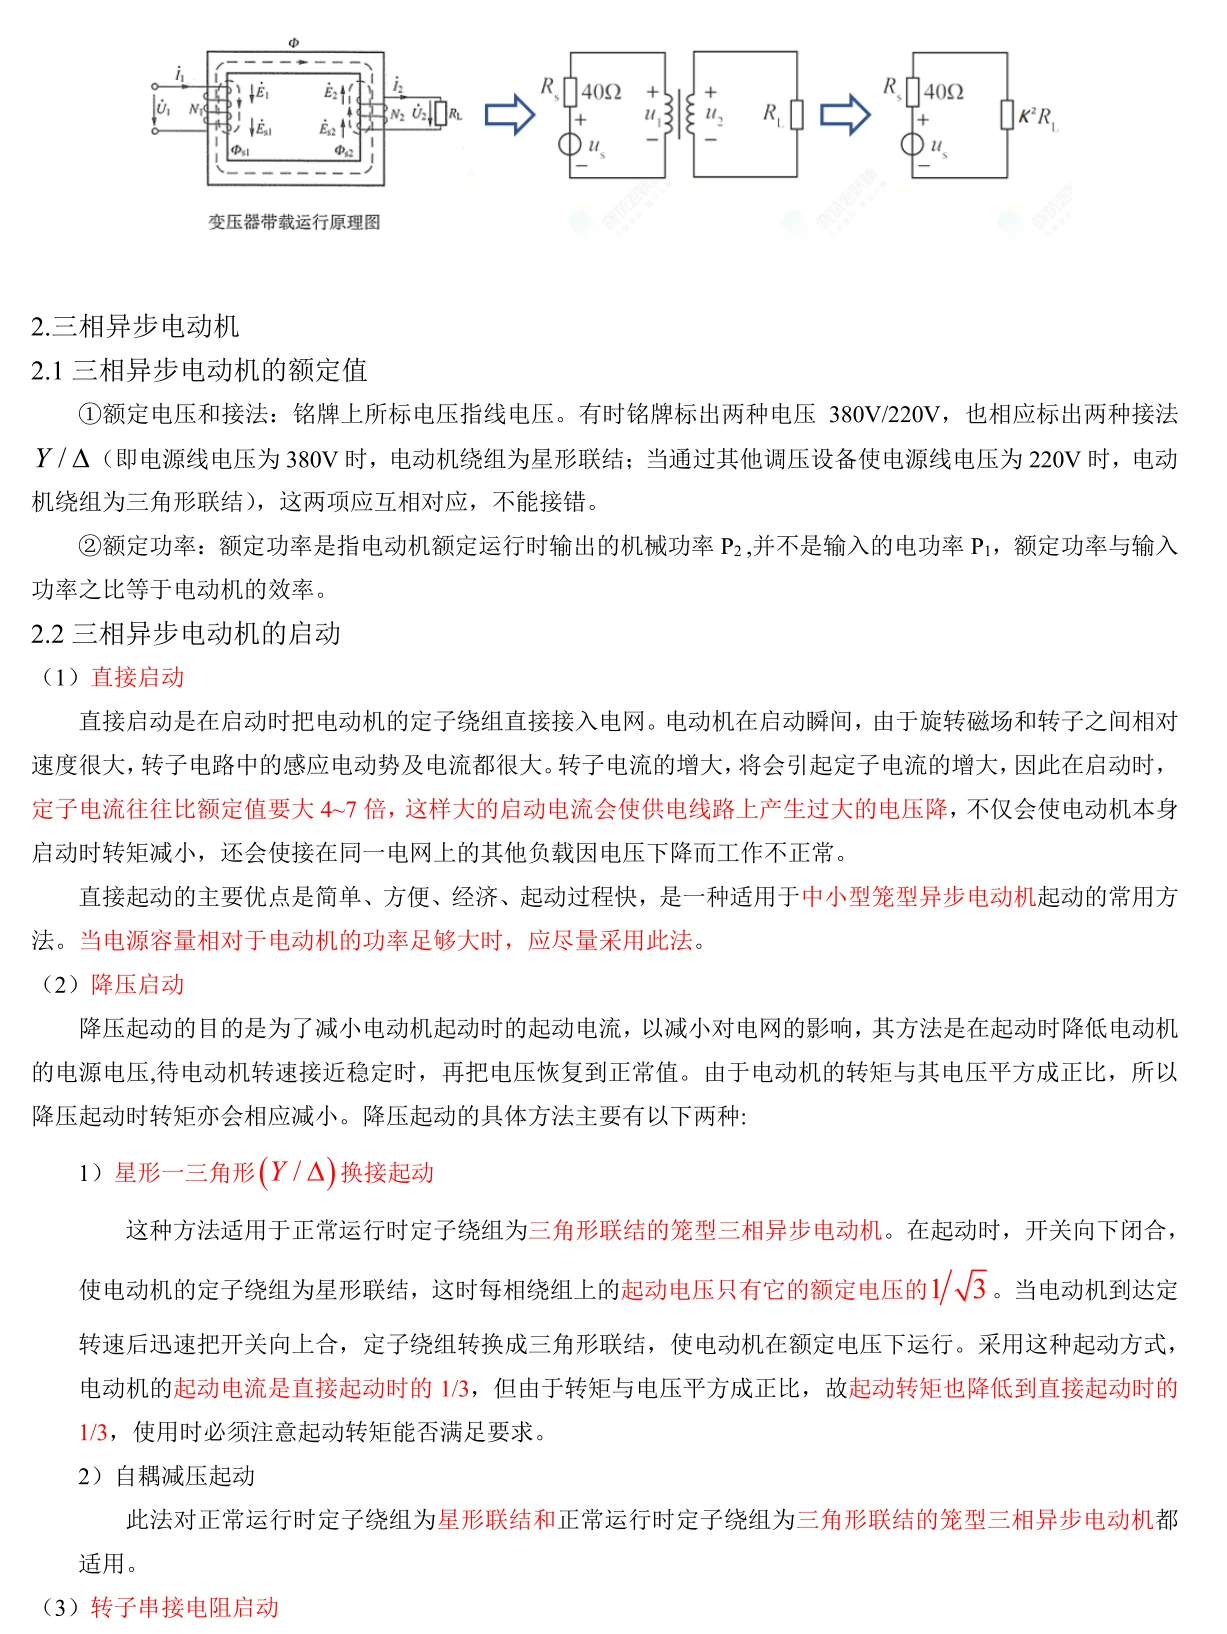 Φ
İ₁ İ₂
U̇₁ N₁ Ė₁ Ė₂ N₂ U̇₂ RL
Ės1 Ės2
Φs1 Φs2
Rs 40Ω + u₁ − + us −
+ u₂ − RL
Rs 40Ω + us − K²RL
变压器带载运行原理图
2.三相异步电动机
2.1 三相异步电动机的额定值
①额定电压和接法：铭牌上所标电压指线电压。有时铭牌标出两种电压 380V/220V，也相应标出两种接法
Y / Δ（即电源线电压为 380V 时，电动机绕组为星形联结；当通过其他调压设备使电源线电压为 220V 时，电动
机绕组为三角形联结），这两项应互相对应，不能接错。
②额定功率：额定功率是指电动机额定运行时输出的机械功率 P₂ ,并不是输入的电功率 P₁，额定功率与输入
功率之比等于电动机的效率。
2.2 三相异步电动机的启动
（1）直接启动
直接启动是在启动时把电动机的定子绕组直接接入电网。电动机在启动瞬间，由于旋转磁场和转子之间相对
速度很大，转子电路中的感应电动势及电流都很大。转子电流的增大，将会引起定子电流的增大，因此在启动时，
定子电流往往比额定值要大 4~7 倍，这样大的启动电流会使供电线路上产生过大的电压降，不仅会使电动机本身
启动时转矩减小，还会使接在同一电网上的其他负载因电压下降而工作不正常。
直接起动的主要优点是简单、方便、经济、起动过程快，是一种适用于中小型笼型异步电动机起动的常用方
法。当电源容量相对于电动机的功率足够大时，应尽量采用此法。
（2）降压启动
降压起动的目的是为了减小电动机起动时的起动电流，以减小对电网的影响，其方法是在起动时降低电动机
的电源电压,待电动机转速接近稳定时，再把电压恢复到正常值。由于电动机的转矩与其电压平方成正比，所以
降压起动时转矩亦会相应减小。降压起动的具体方法主要有以下两种:
1）星形一三角形(Y / Δ)换接起动
这种方法适用于正常运行时定子绕组为三角形联结的笼型三相异步电动机。在起动时，开关向下闭合，
使电动机的定子绕组为星形联结，这时每相绕组上的起动电压只有它的额定电压的1/√3。当电动机到达定
转速后迅速把开关向上合，定子绕组转换成三角形联结，使电动机在额定电压下运行。采用这种起动方式，
电动机的起动电流是直接起动时的 1/3，但由于转矩与电压平方成正比，故起动转矩也降低到直接起动时的
1/3，使用时必须注意起动转矩能否满足要求。
2）自耦减压起动
此法对正常运行时定子绕组为星形联结和正常运行时定子绕组为三角形联结的笼型三相异步电动机都
适用。
（3）转子串接电阻启动